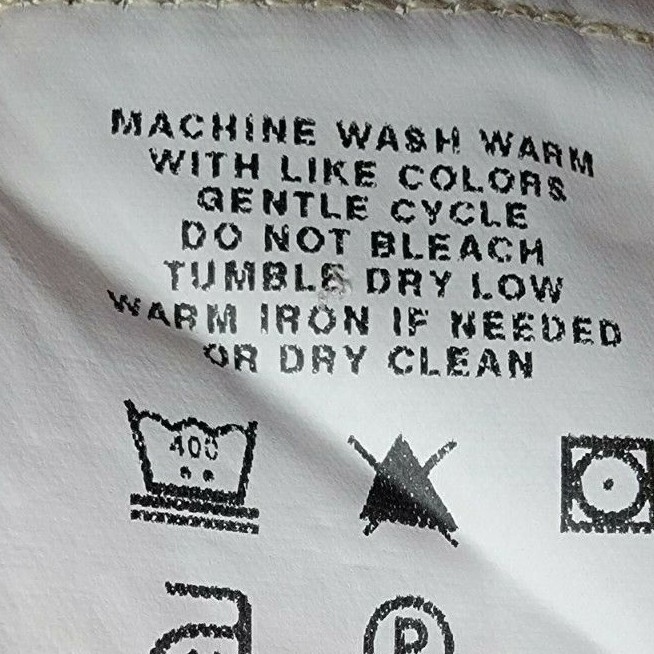 MACHINE WASH WARM
WITH LIKE COLORS
GENTLE CYCLE
DO NOT BLEACH
TUMBLE DRY LOW
WARM IRON IF NEEDED
OR DRY CLEAN
400
P